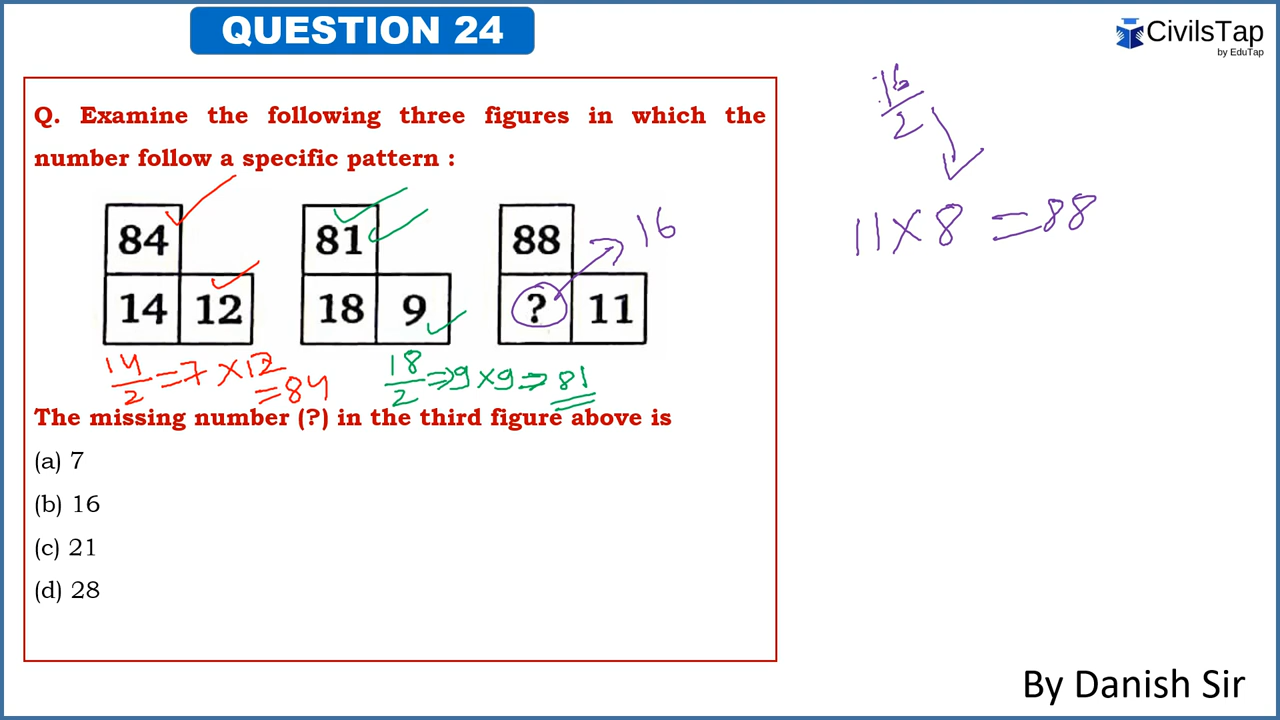 QUESTION 24
CivilsTap
by EduTap
Q. Examine the following three figures in which the
number follow a specific pattern :
84
14 12
81
18 9
88
? 11
16
14/2 = 7 × 12
= 84
18/2 ⇒ 9 × 9 ⇒ 81
16/2
11 × 8 = 88
The missing number (?) in the third figure above is
(a) 7
(b) 16
(c) 21
(d) 28
By Danish Sir